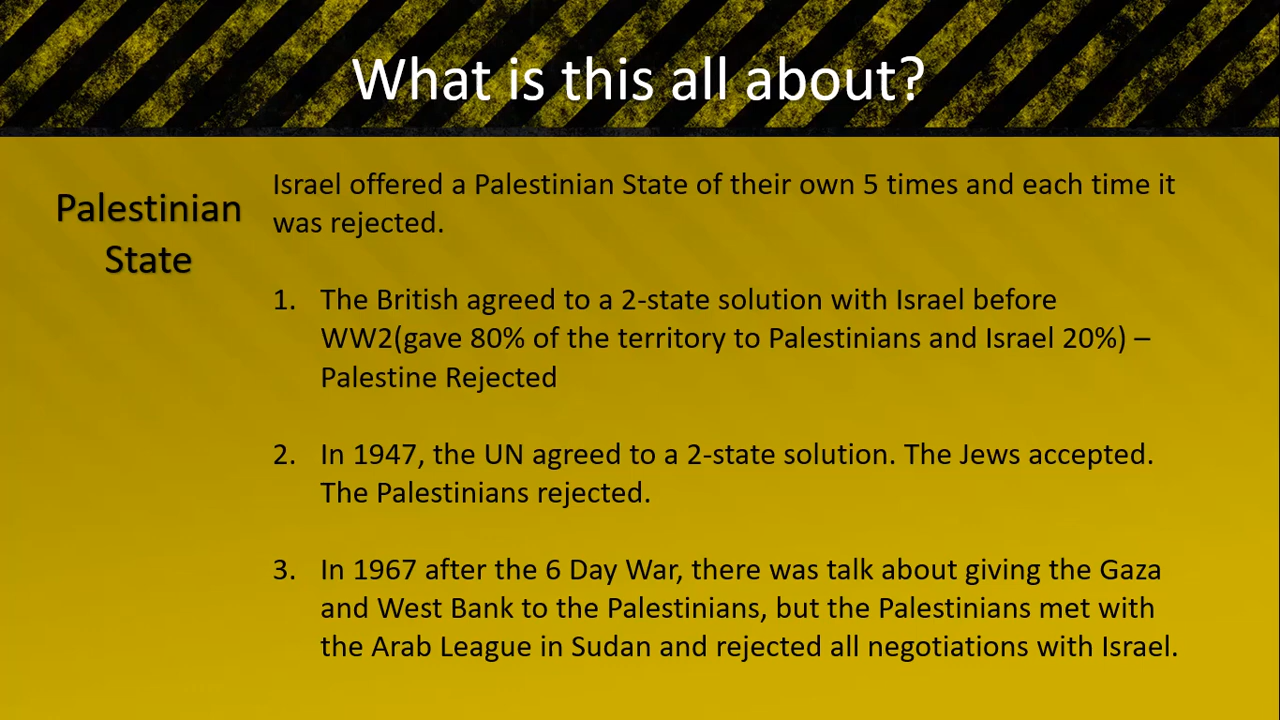 What is this all about?
Palestinian
State
Israel offered a Palestinian State of their own 5 times and each time it
was rejected.
1. The British agreed to a 2-state solution with Israel before
WW2(gave 80% of the territory to Palestinians and Israel 20%) –
Palestine Rejected
2. In 1947, the UN agreed to a 2-state solution. The Jews accepted.
The Palestinians rejected.
3. In 1967 after the 6 Day War, there was talk about giving the Gaza
and West Bank to the Palestinians, but the Palestinians met with
the Arab League in Sudan and rejected all negotiations with Israel.